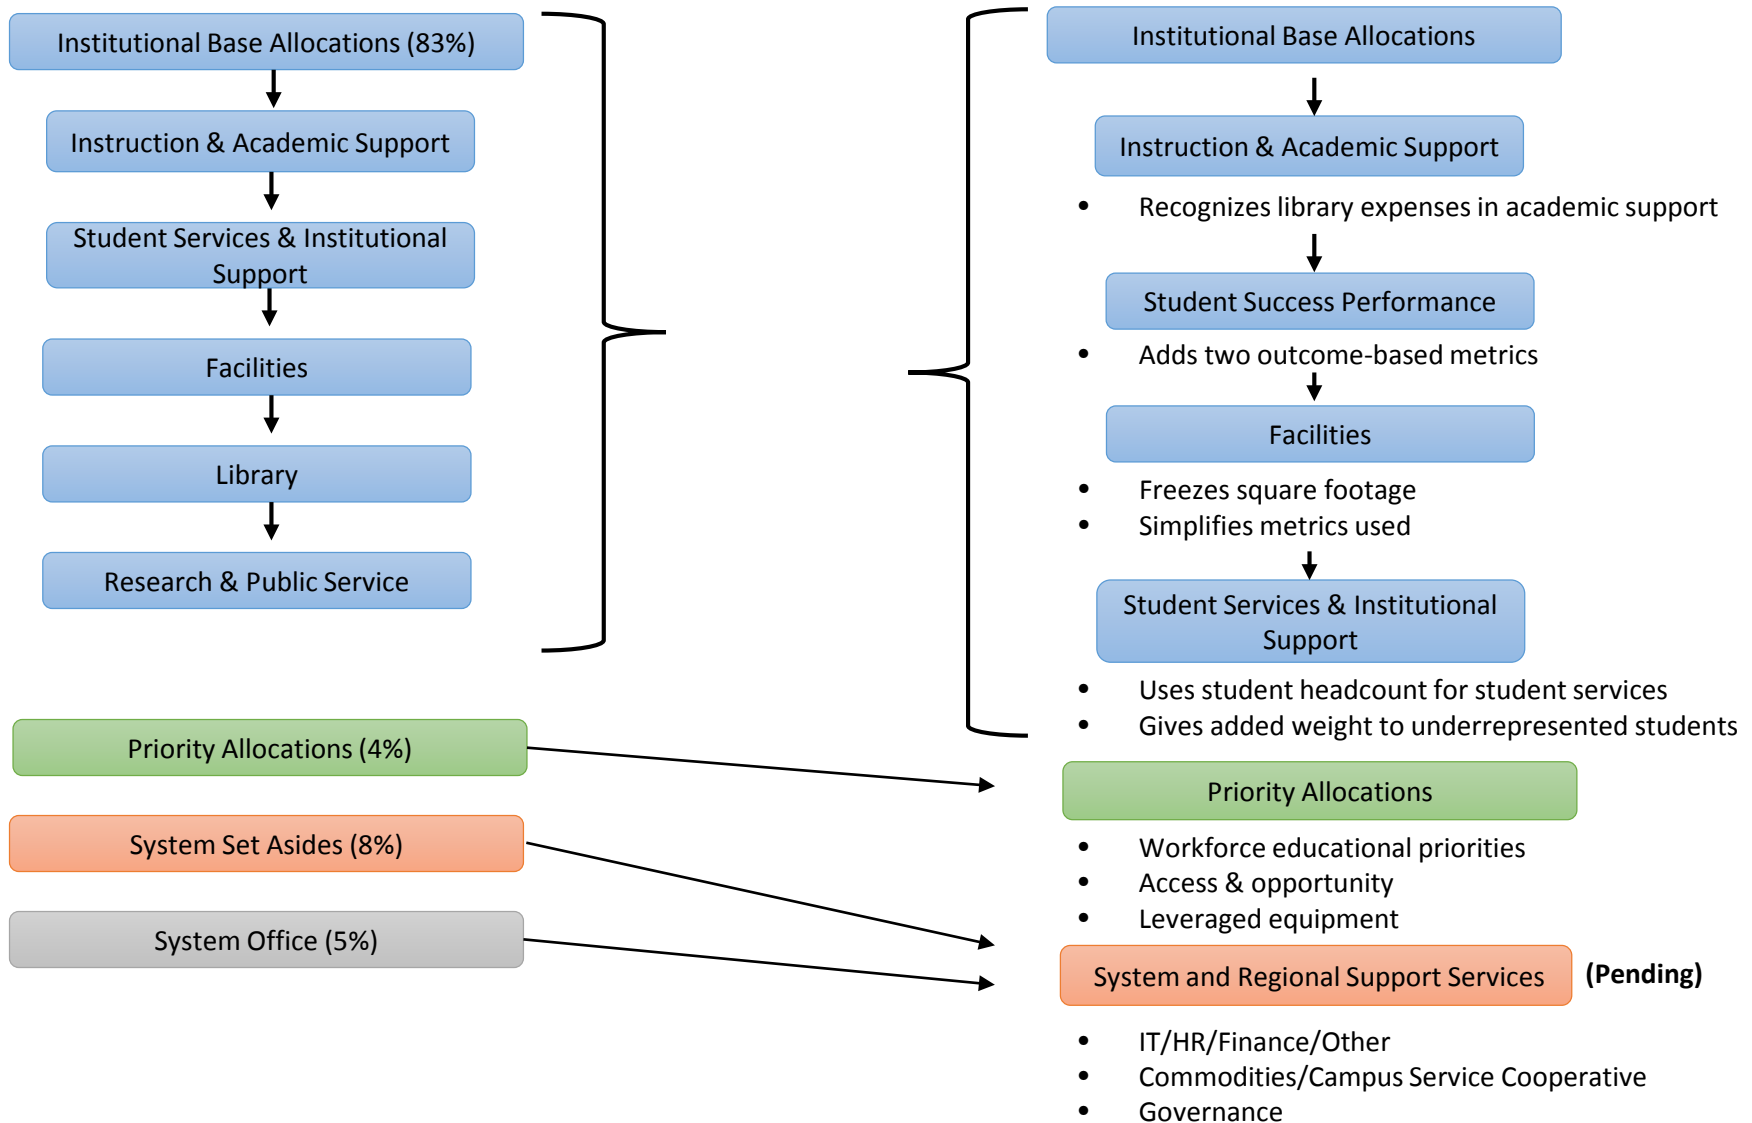 Institutional Base Allocations (83%)
Instruction & Academic Support
Student Services & Institutional
Support
Facilities
Library
Research & Public Service
Priority Allocations (4%)
System Set Asides (8%)
System Office (5%)
Institutional Base Allocations
Instruction & Academic Support
• Recognizes library expenses in academic support
Student Success Performance
• Adds two outcome-based metrics
Facilities
• Freezes square footage
• Simplifies metrics used
Student Services & Institutional
Support
• Uses student headcount for student services
• Gives added weight to underrepresented students
Priority Allocations
• Workforce educational priorities
• Access & opportunity
• Leveraged equipment
System and Regional Support Services (Pending)
• IT/HR/Finance/Other
• Commodities/Campus Service Cooperative
• Governance